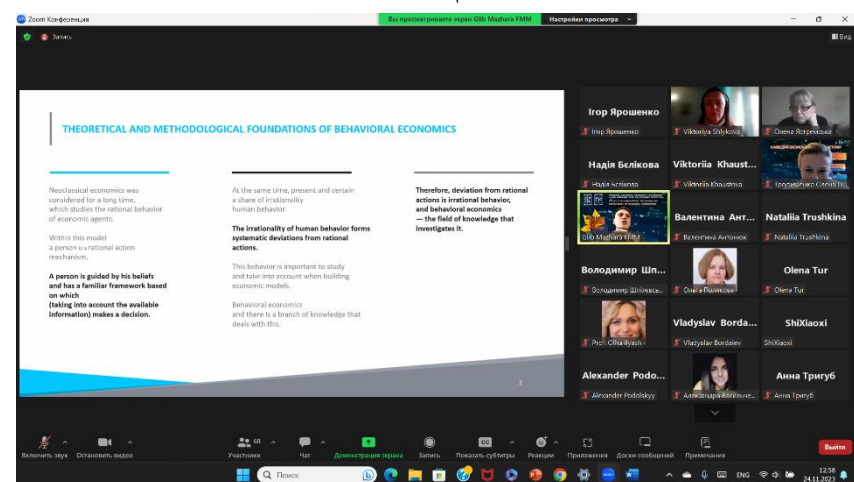 Zoom Конференция
Вы просматриваете экран Glib Mazhara FMM
Настройки просмотра
Запись
Вид
THEORETICAL AND METHODOLOGICAL FOUNDATIONS OF BEHAVIORAL ECONOMICS
Neoclassical economics was
considered for a long time,
which studies the rational behavior
of economic agents.
Within this model
a person is a rational action
mechanism.
A person is guided by his beliefs
and has a familiar framework based
on which
(taking into account the available
information) makes a decision.
At the same time, present and certain
a share of irrationality
human behavior.
The irrationality of human behavior forms
systematic deviations from rational
actions.
This behavior is important to study
and take into account when building
economic models.
Behavioral economics
and there is a branch of knowledge that
deals with this.
Therefore, deviation from rational
actions is irrational behavior,
and behavioral economics
— the field of knowledge that
investigates it.
2
Ігор Ярошенко
Ігор Ярошенко
Viktoriya Shlykova
Олена Ястремська
Надія Бєлікова
Надія Бєлікова
Viktoriia Khaust...
Viktoriia Khaustova
Glib Mazhara FMM
Валентина Ант...
Валентина Антонюк
Nataliia Trushkina
Nataliia Trushkina
Володимир Шп...
Ольга Полякова
Olena Tur
Olena Tur
Prof. Olha Ilyash
Vladyslav Borda...
Vladyslav Bordaiev
ShiXiaoxi
ShiXiaoxi
Alexander Podo...
Alexander Podolskyy
Анна Тригуб
Анна Тригуб
Включить звук
Остановить видео
68
Участники
Чат
Демонстрация экрана
Запись
Показать субтитры
Реакции
Приложения
Доски сообщений
Примечания
Выйти
Поиск
ENG
12:58
24.11.2023